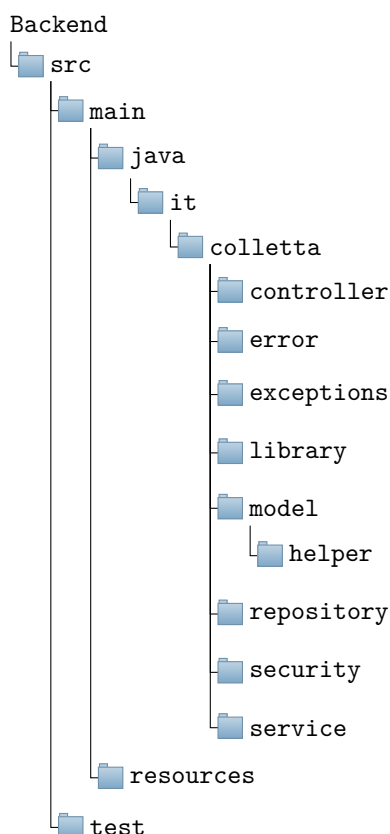 Backend
src
main
java
it
colletta
controller
error
exceptions
library
model
helper
repository
security
service
resources
test